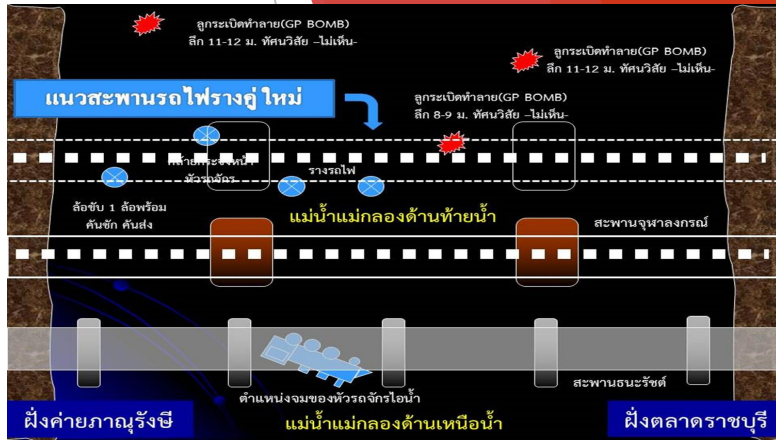 ลูกระเบิดทำลาย(GP BOMB)
ลึก 11-12 ม. ทัศนวิสัย –ไม่เห็น-
ลูกระเบิดทำลาย(GP BOMB)
ลึก 11-12 ม. ทัศนวิสัย –ไม่เห็น-
แนวสะพานรถไฟรางคู่ ใหม่
ลูกระเบิดทำลาย(GP BOMB)
ลึก 8-9 ม. ทัศนวิสัย –ไม่เห็น-
หัวรถจักร
รางรถไฟ
ล้อขับ 1 ล้อพร้อม
คันชัก คันส่ง
แม่น้ำแม่กลองด้านท้ายน้ำ
สะพานจุฬาลงกรณ์
สะพานธนะรัชต์
ตำแหน่งจมของหัวรถจักรไอน้ำ
ฝั่งค่ายภาณุรังษี
แม่น้ำแม่กลองด้านเหนือน้ำ
ฝั่งตลาดราชบุรี